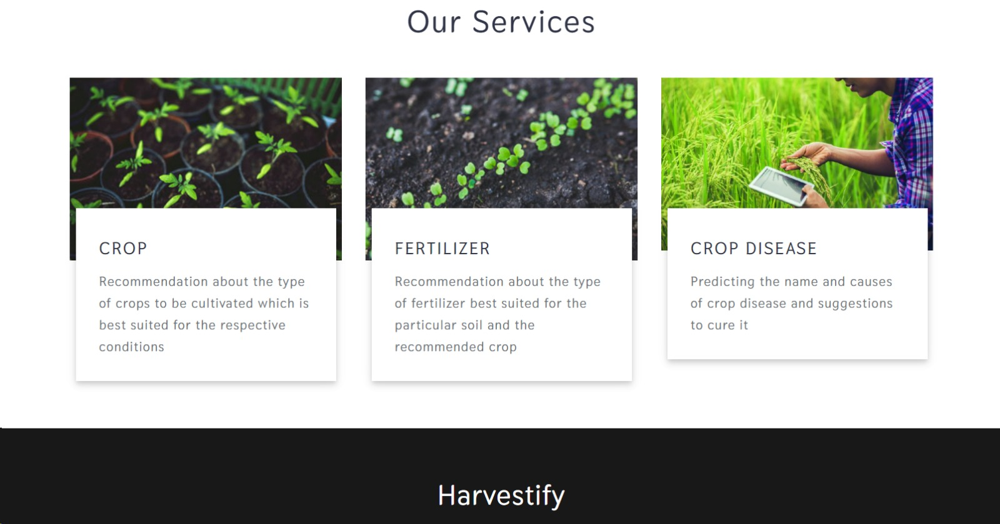 Our Services
CROP
Recommendation about the type
of crops to be cultivated which is
best suited for the respective
conditions
FERTILIZER
Recommendation about the type
of fertilizer best suited for the
particular soil and the
recommended crop
CROP DISEASE
Predicting the name and causes
of crop disease and suggestions
to cure it
Harvestify